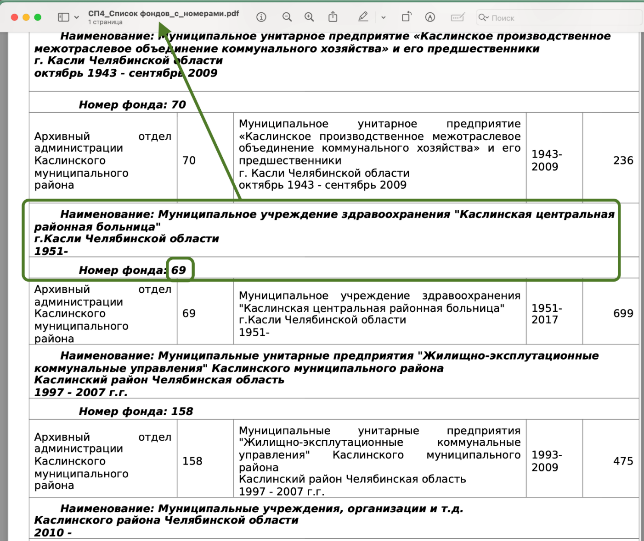 СП4_Список фондов_с_номерами.pdf
1 страница
Поиск
Наименование: Муниципальное унитарное предприятие «Каслинское производственное
межотраслевое объединение коммунального хозяйства» и его предшественники
г. Касли Челябинской области
октябрь 1943 - сентябрь 2009
Номер фонда: 70
Архивный отдел
администрации
Каслинского
муниципального
района
70
Муниципальное унитарное предприятие
«Каслинское производственное межотраслевое
объединение коммунального хозяйства» и его
предшественники
г. Касли Челябинской области
октябрь 1943 - сентябрь 2009
1943-
2009
236
Наименование: Муниципальное учреждение здравоохранения "Каслинская центральная
районная больница"
г.Касли Челябинской области
1951-
Номер фонда: 69
Архивный отдел
администрации
Каслинского
муниципального
района
69
Муниципальное учреждение здравоохранения
"Каслинская центральная районная больница"
г.Касли Челябинской области
1951-
1951-
2017
699
Наименование: Муниципальные унитарные предприятия "Жилищно-эксплутационные
коммунальные управления" Каслинского муниципального района
Каслинский район Челябинская область
1997 - 2007 г.г.
Номер фонда: 158
Архивный отдел
администрации
Каслинского
муниципального
района
158
Муниципальные унитарные предприятия
"Жилищно-эксплутационные коммунальные
управления" Каслинского муниципального
района
Каслинский район Челябинская область
1997 - 2007 г.г.
1993-
2009
475
Наименование: Муниципальные учреждения, организации и т.д.
Каслинского района Челябинской области
2010 -